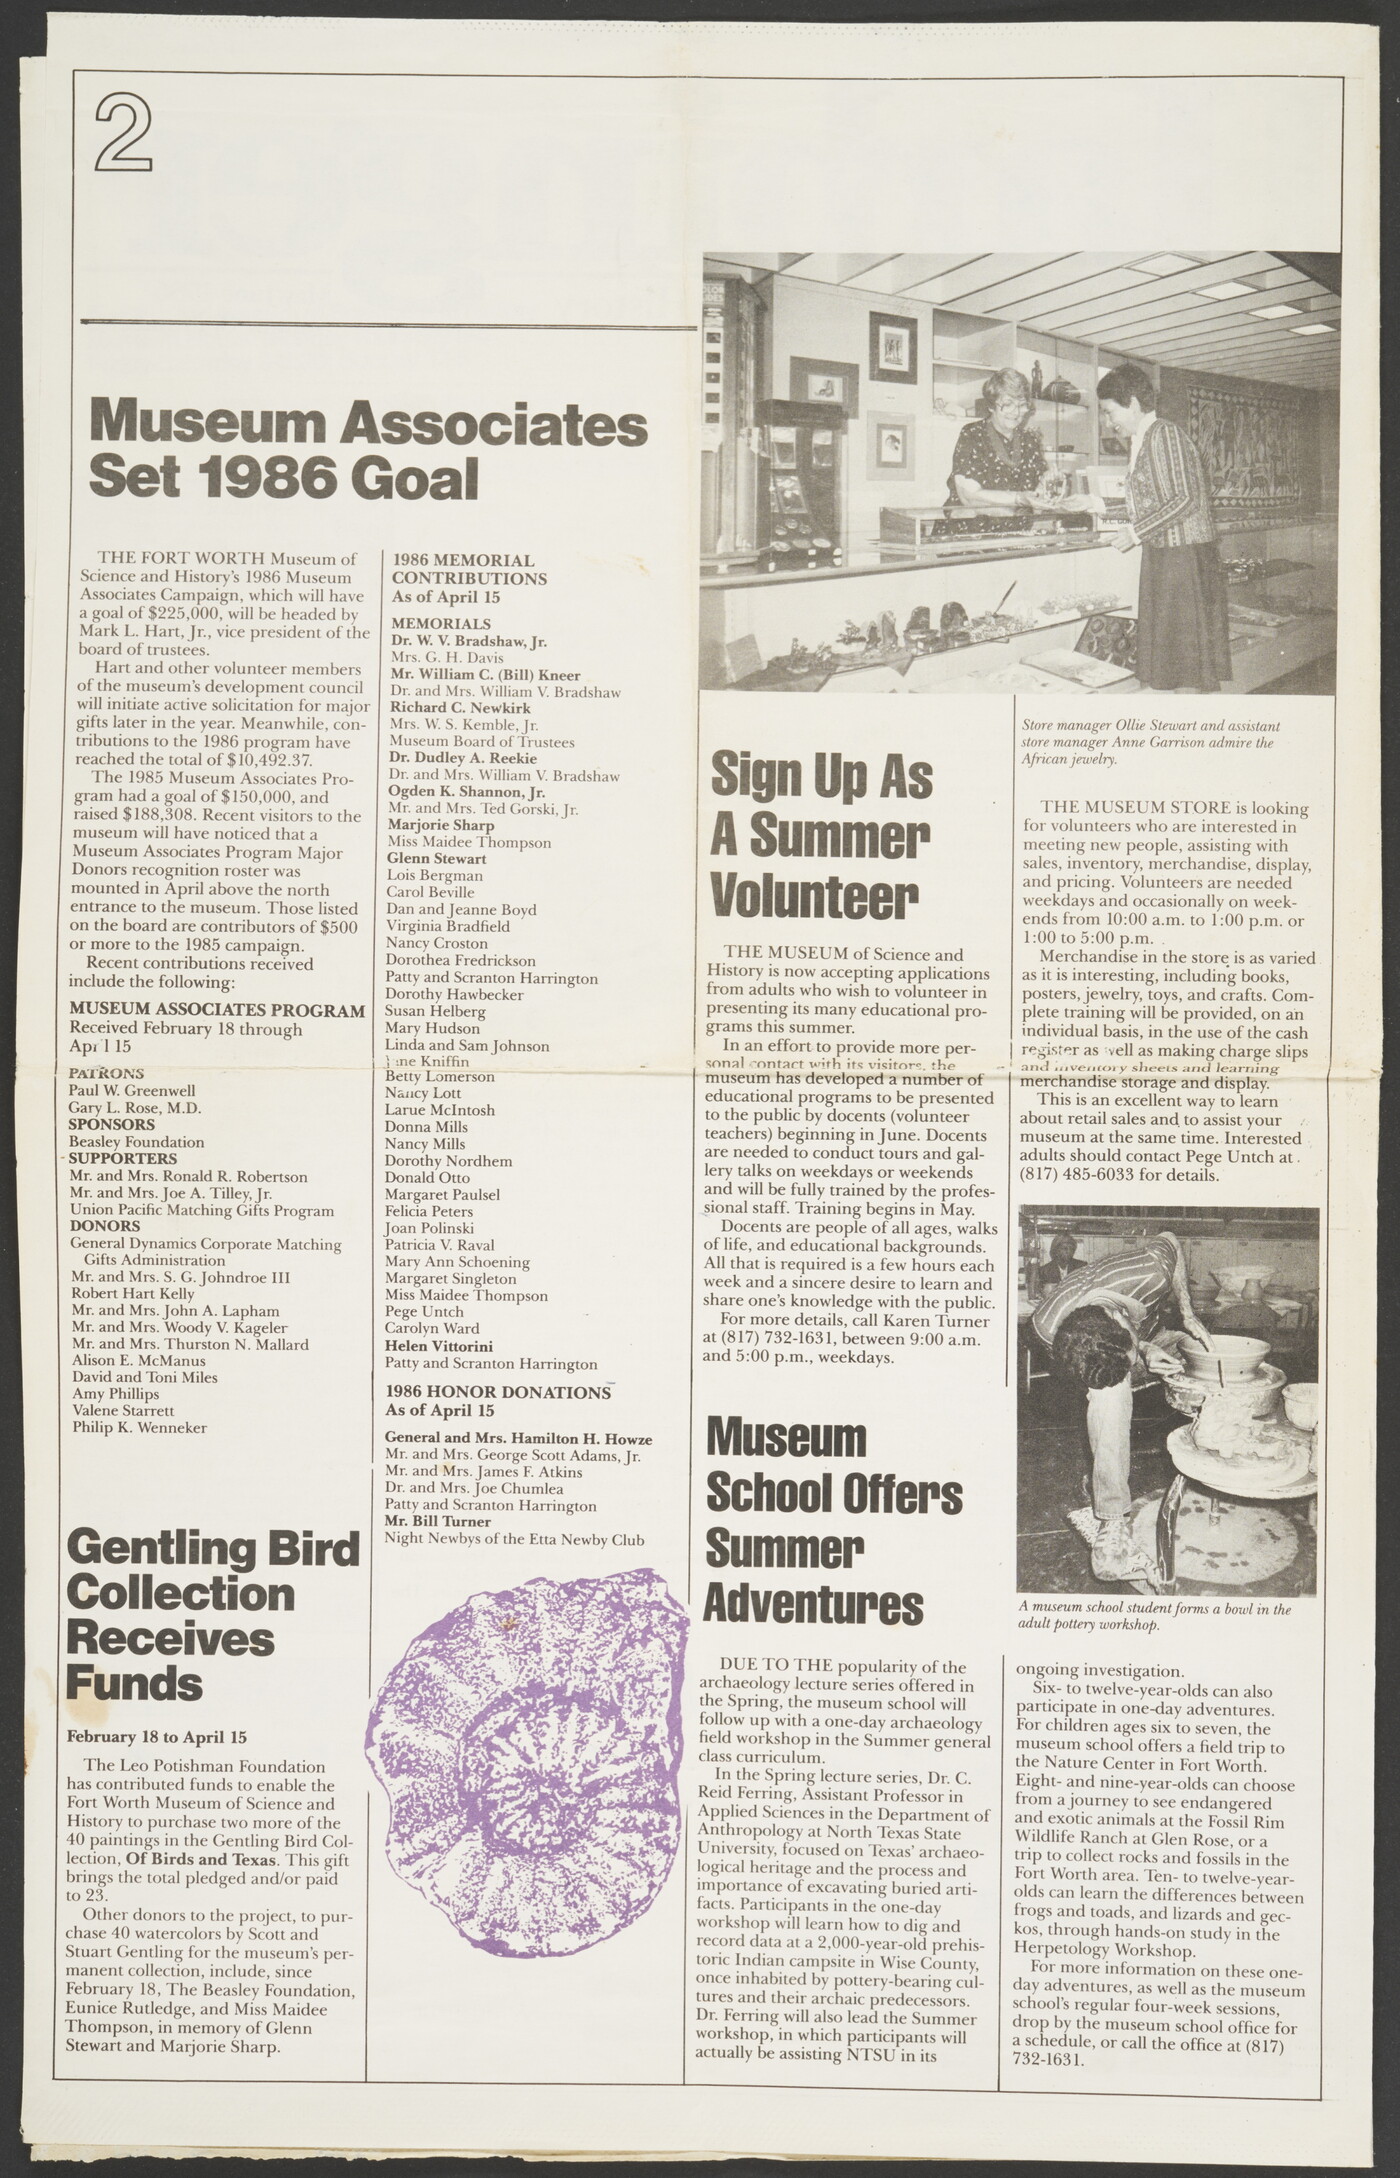 2
Museum Associates
Set 1986 Goal
THE FORT WORTH Museum of
Science and History's 1986 Museum
Associates Campaign, which will have
a goal of $225,000, will be headed by
Mark L. Hart, Jr., vice president of the
board of trustees.
Hart and other volunteer members
of the museum's development council
will initiate active solicitation for major
gifts later in the year. Meanwhile, con-
tributions to the 1986 program have
reached the total of $10,492.37.
The 1985 Museum Associates Pro-
gram had a goal of $150,000, and
raised $188,308. Recent visitors to the
museum will have noticed that a
Museum Associates Program Major
Donors recognition roster was
mounted in April above the north
entrance to the museum. Those listed
on the board are contributors of $500
or more to the 1985 campaign.
Recent contributions received
include the following:
MUSEUM ASSOCIATES PROGRAM
Received February 18 through
April 15
PATRONS
Paul W. Greenwell
Gary L. Rose, M.D.
SPONSORS
Beasley Foundation
SUPPORTERS
Mr. and Mrs. Ronald R. Robertson
Mr. and Mrs. Joe A. Tilley, Jr.
Union Pacific Matching Gifts Program
DONORS
General Dynamics Corporate Matching
Gifts Administration
Mr. and Mrs. S. G. Johndroe III
Robert Hart Kelly
Mr. and Mrs. John A. Lapham
Mr. and Mrs. Woody V. Kageler
Mr. and Mrs. Thurston N. Mallard
Alison E. McManus
David and Toni Miles
Amy Phillips
Valene Starrett
Philip K. Wenneker
Gentling Bird
Collection
Receives
Funds
February 18 to April 15
The Leo Potishman Foundation
has contributed funds to enable the
Fort Worth Museum of Science and
History to purchase two more of the
40 paintings in the Gentling Bird Col-
lection, Of Birds and Texas. This gift
brings the total pledged and/or paid
to 23.
Other donors to the project, to pur-
chase 40 watercolors by Scott and
Stuart Gentling for the museum's per-
manent collection, include, since
February 18, The Beasley Foundation,
Eunice Rutledge, and Miss Maidee
Thompson, in memory of Glenn
Stewart and Marjorie Sharp.
1986 MEMORIAL
CONTRIBUTIONS
As of April 15
MEMORIALS
Dr. W. V. Bradshaw, Jr.
Mrs. G. H. Davis
Mr. William C. (Bill) Kneer
Dr. and Mrs. William V. Bradshaw
Richard C. Newkirk
Mrs. W. S. Kemble, Jr.
Museum Board of Trustees
Dr. Dudley A. Reekie
Dr. and Mrs. William V. Bradshaw
Ogden K. Shannon, Jr.
Mr. and Mrs. Ted Gorski, Jr.
Marjorie Sharp
Miss Maidee Thompson
Glenn Stewart
Lois Bergman
Carol Beville
Dan and Jeanne Boyd
Virginia Bradfield
Nancy Croston
Dorothea Fredrickson
Patty and Scranton Harrington
Dorothy Hawbecker
Susan Helberg
Mary Hudson
Linda and Sam Johnson
Kniffin
Betty Lomerson
Nancy Lott
Larue McIntosh
Donna Mills
Nancy Mills
Dorothy Nordhem
Donald Otto
Margaret Paulsel
Felicia Peters
Joan Polinski
Patricia V. Raval
Mary Ann Schoening
Margaret Singleton
Miss Maidee Thompson
Pege Untch
Carolyn Ward
Helen Vittorini
Patty and Scranton Harrington
1986 HONOR DONATIONS
As of April 15
General and Mrs. Hamilton H. Howze
Mr. and Mrs. George Scott Adams, Jr.
Mr. and Mrs. James F. Atkins
Dr. and Mrs. Joe Chumlea
Patty and Scranton Harrington
Mr. Bill Turner
Night Newbys of the Etta Newby Club
Store manager Ollie Stewart and assistant
store manager Anne Garrison admire the
African jewelry.
Sign Up As
A Summer
Volunteer
THE MUSEUM of Science and
History is now accepting applications
from adults who wish to volunteer in
presenting its many educational pro-
grams this summer.
In an effort to provide more per-
sonal contact with its visitors, the
museum has developed a number of
educational programs to be presented
to the public by docents (volunteer
teachers) beginning in June. Docents
are needed to conduct tours and gal-
lery talks on weekdays or weekends
and will be fully trained by the profes-
sional staff. Training begins in May.
Docents are people of all ages, walks
of life, and educational backgrounds.
All that is required is a few hours each
week and a sincere desire to learn and
share one's knowledge with the public.
For more details, call Karen Turner
at (817) 732-1631, between 9:00 a.m.
and 5:00 p.m., weekdays.
THE MUSEUM STORE is looking
for volunteers who are interested in
meeting new people, assisting with
sales, inventory, merchandise, display,
and pricing. Volunteers are needed
weekdays and occasionally on week-
ends from 10:00 a.m. to 1:00 p.m. or
1:00 to 5:00 p.m.
Merchandise in the store is as varied
as it is interesting, including books,
posters, jewelry, toys, and crafts. Com-
plete training will be provided, on an
individual basis, in the use of the cash
register as well as making charge slips
and inventory sheets and learning
merchandise storage and display.
This is an excellent way to learn
about retail sales and to assist your
museum at the same time. Interested
adults should contact Pege Untch at
(817) 485-6033 for details.
A museum school student forms a bowl in the
adult pottery workshop.
Museum
School Offers
Summer
Adventures
DUE TO THE popularity of the
archaeology lecture series offered in
the Spring, the museum school will
follow up with a one-day archaeology
field workshop in the Summer general
class curriculum.
In the Spring lecture series, Dr. C.
Reid Ferring, Assistant Professor in
Applied Sciences in the Department of
Anthropology at North Texas State
University, focused on Texas' archaeo-
logical heritage and the process and
importance of excavating buried arti-
facts. Participants in the one-day
workshop will learn how to dig and
record data at a 2,000-year-old prehis-
toric Indian campsite in Wise County,
once inhabited by pottery-bearing cul-
tures and their archaic predecessors.
Dr. Ferring will also lead the Summer
workshop, in which participants will
actually be assisting NTSU in its
ongoing investigation.
Six- to twelve-year-olds can also
participate in one-day adventures.
For children ages six to seven, the
museum school offers a field trip to
the Nature Center in Fort Worth.
Eight- and nine-year-olds can choose
from a journey to see endangered
and exotic animals at the Fossil Rim
Wildlife Ranch at Glen Rose, or a
trip to collect rocks and fossils in the
Fort Worth area. Ten- to twelve-year-
olds can learn the differences between
frogs and toads, and lizards and gec-
kos, through hands-on study in the
Herpetology Workshop.
For more information on these one-
day adventures, as well as the museum
school's regular four-week sessions,
drop by the museum school office for
a schedule, or call the office at (817)
732-1631.